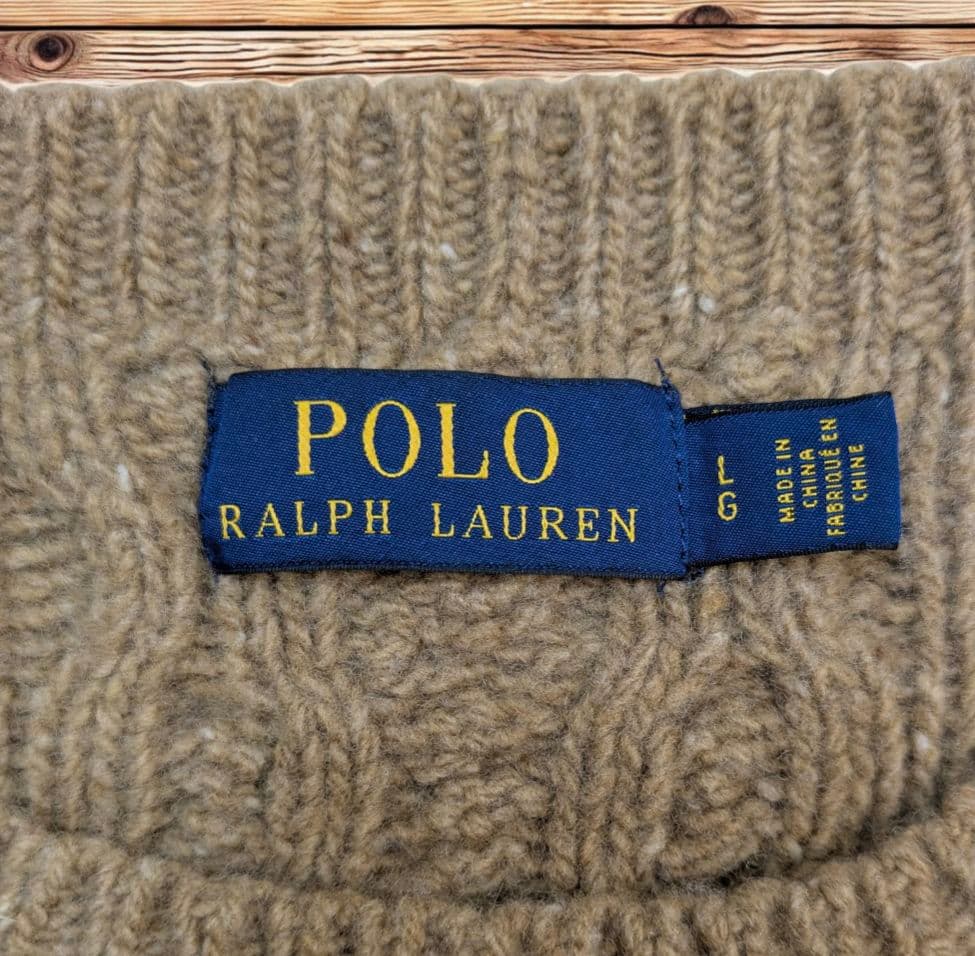 POLO
RALPH LAUREN
L
G
MADE IN
CHINA
FABRIQUÉ EN
CHINE